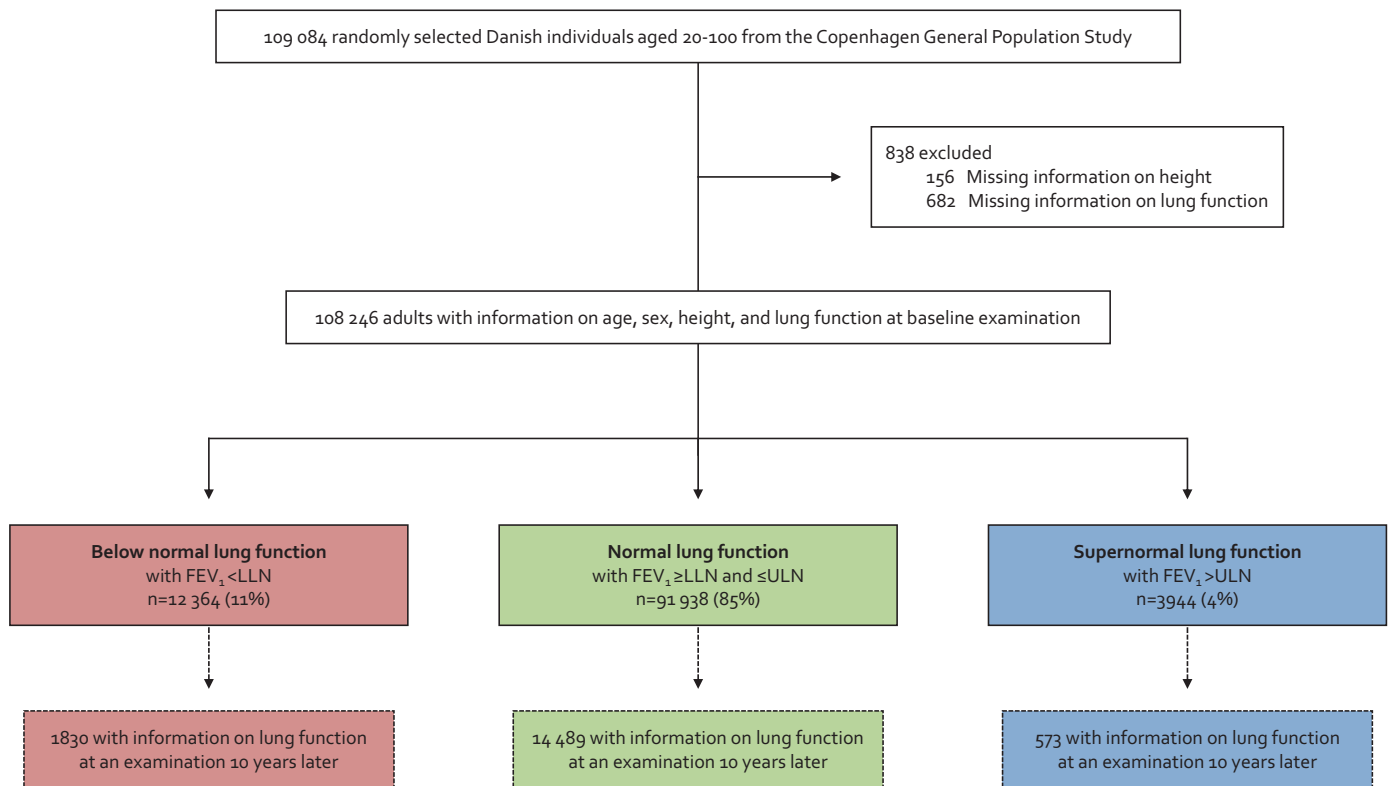 109 084 randomly selected Danish individuals aged 20-100 from the Copenhagen General Population Study
838 excluded
156 Missing information on height
682 Missing information on lung function
108 246 adults with information on age, sex, height, and lung function at baseline examination
Below normal lung function
with FEV₁ <LLN
n=12 364 (11%)
Normal lung function
with FEV₁ ≥LLN and ≤ULN
n=91 938 (85%)
Supernormal lung function
with FEV₁ >ULN
n=3944 (4%)
1830 with information on lung function
at an examination 10 years later
14 489 with information on lung function
at an examination 10 years later
573 with information on lung function
at an examination 10 years later